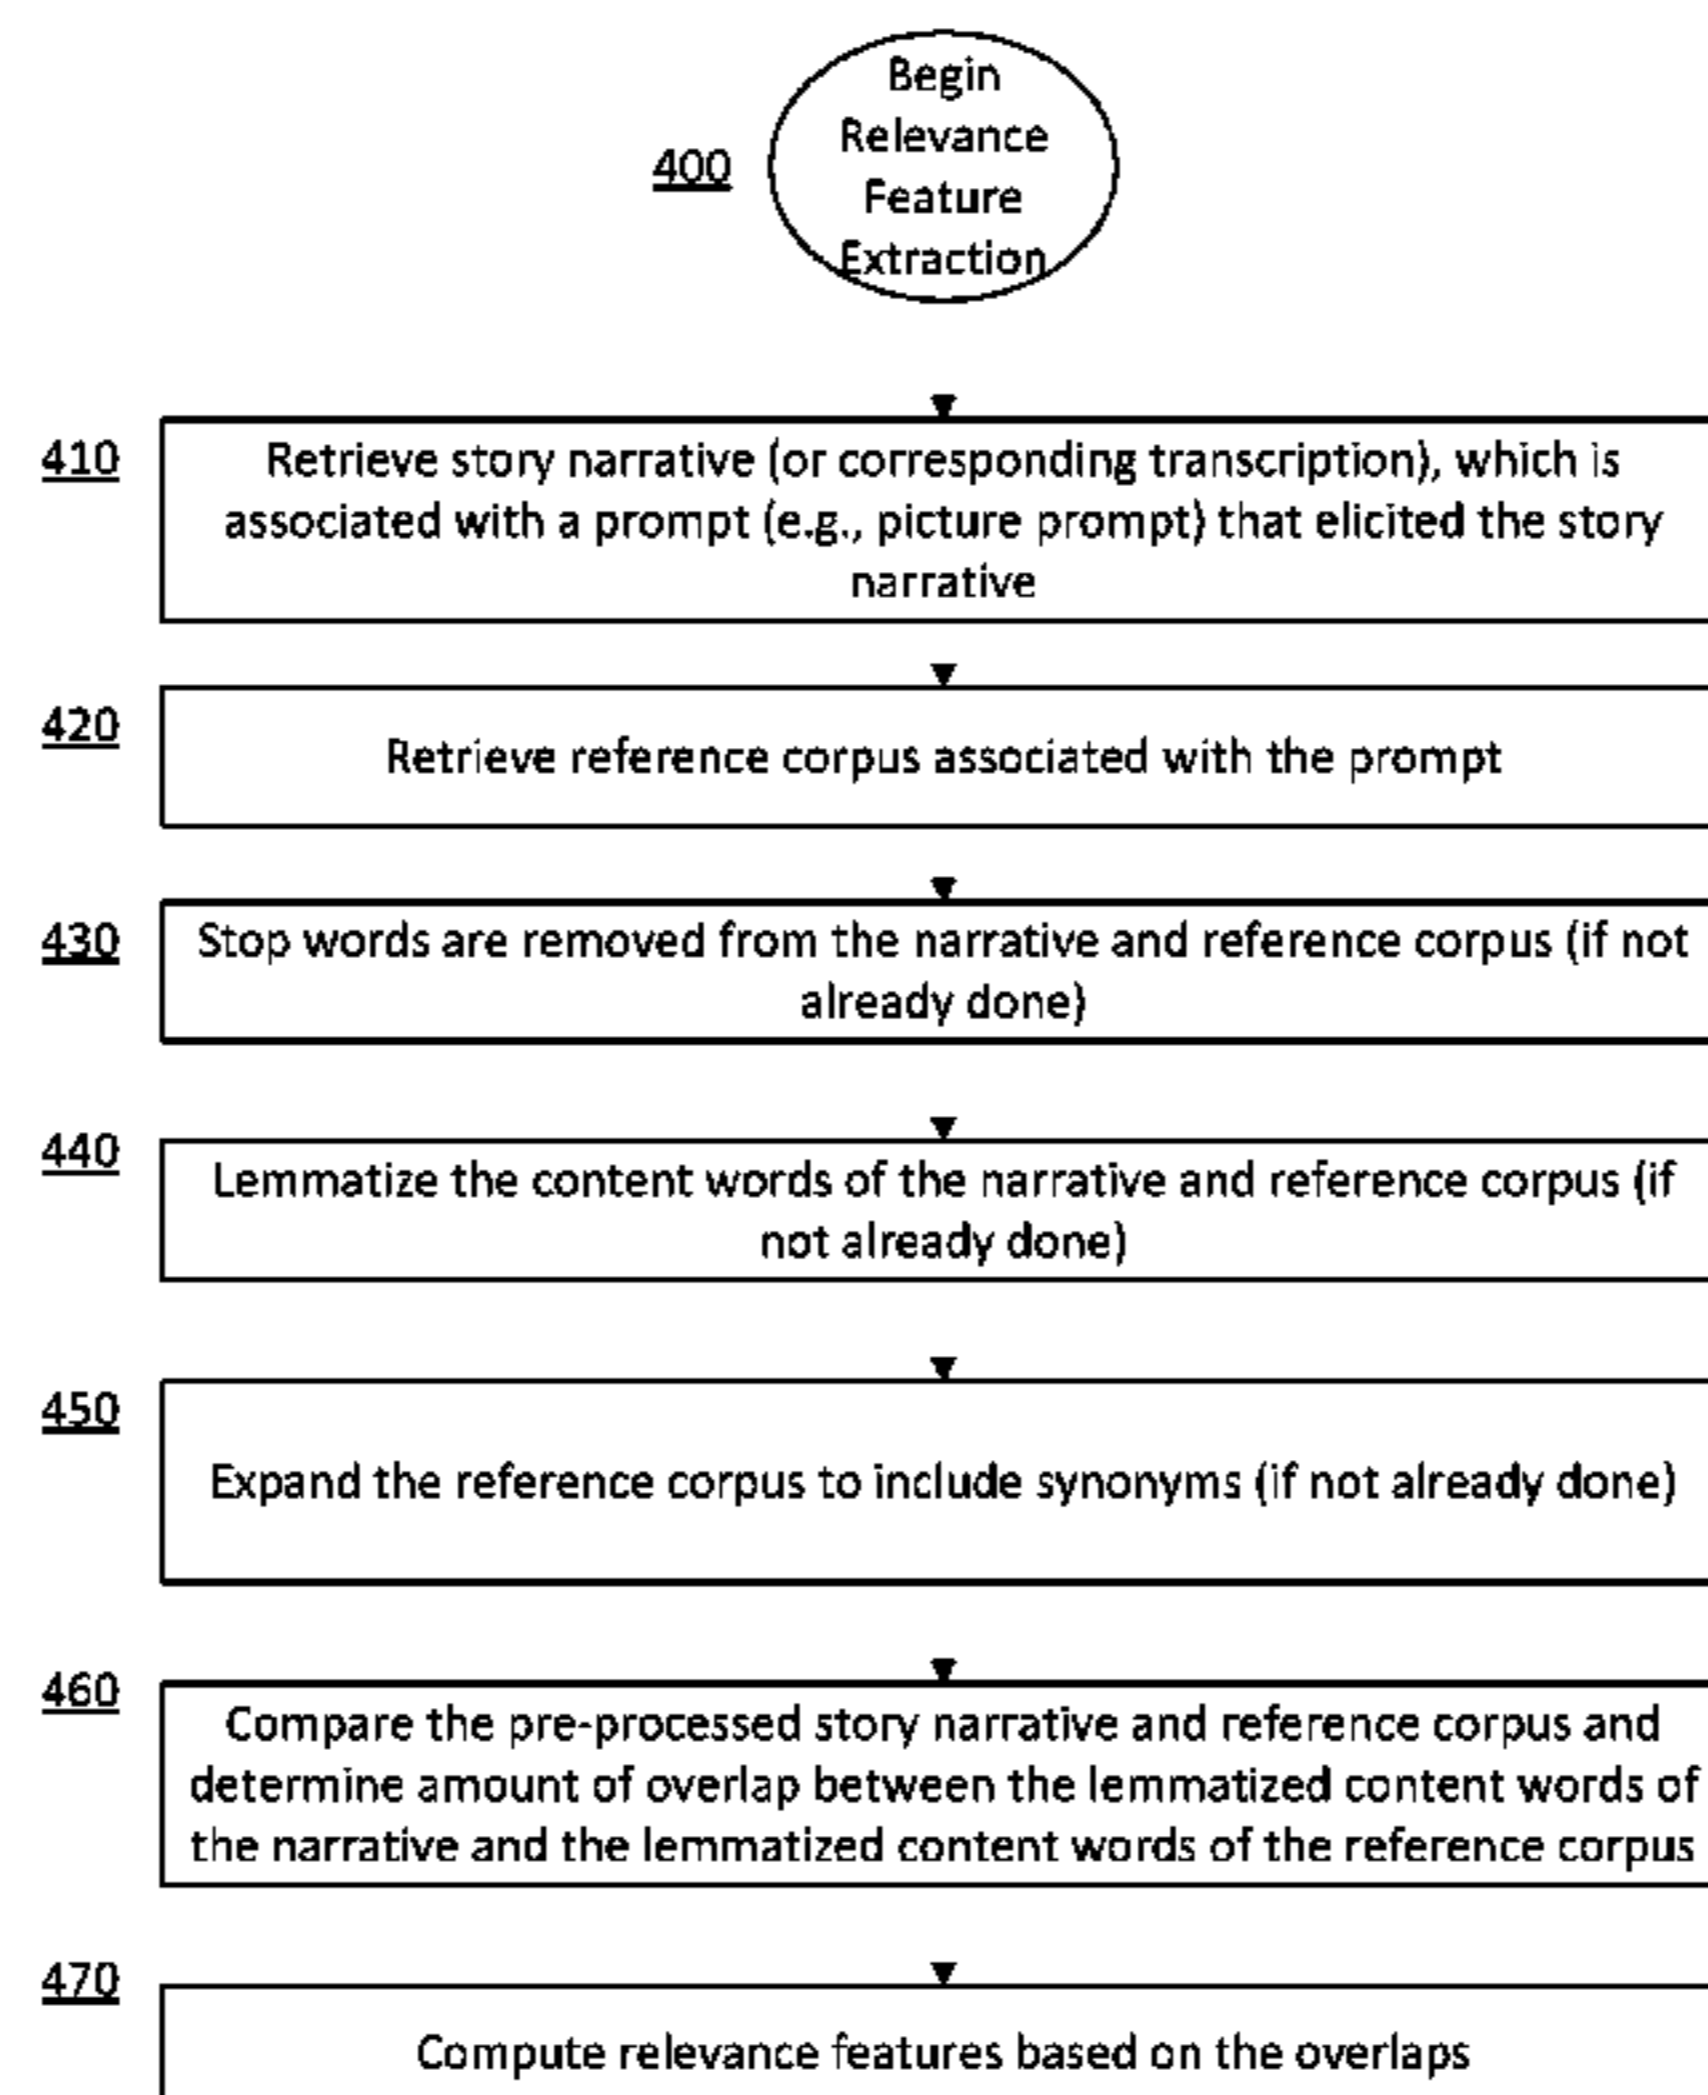 Begin
Relevance
Feature
Extraction
400
410
Retrieve story narrative (or corresponding transcription), which is
associated with a prompt (e.g., picture prompt) that elicited the story
narrative
420
Retrieve reference corpus associated with the prompt
430
Stop words are removed from the narrative and reference corpus (if not
already done)
440
Lemmatize the content words of the narrative and reference corpus (if
not already done)
450
Expand the reference corpus to include synonyms (if not already done)
460
Compare the pre-processed story narrative and reference corpus and
determine amount of overlap between the lemmatized content words of
the narrative and the lemmatized content words of the reference corpus
470
Compute relevance features based on the overlaps